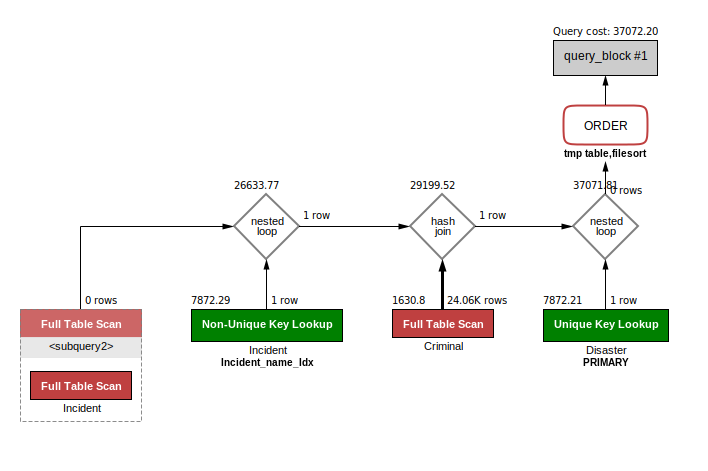 Query cost: 37072.20
query_block #1
ORDER
tmp table,filesort
26633.77
29199.52
37071.81
0 rows
nested
loop
1 row
hash
join
1 row
nested
loop
0 rows
7872.29
1 row
1630.8
24.06K rows
7872.21
1 row
Full Table Scan
Non-Unique Key Lookup
Full Table Scan
Unique Key Lookup
<subquery2>
Incident
Incident_name_Idx
Criminal
Disaster
PRIMARY
Full Table Scan
Incident